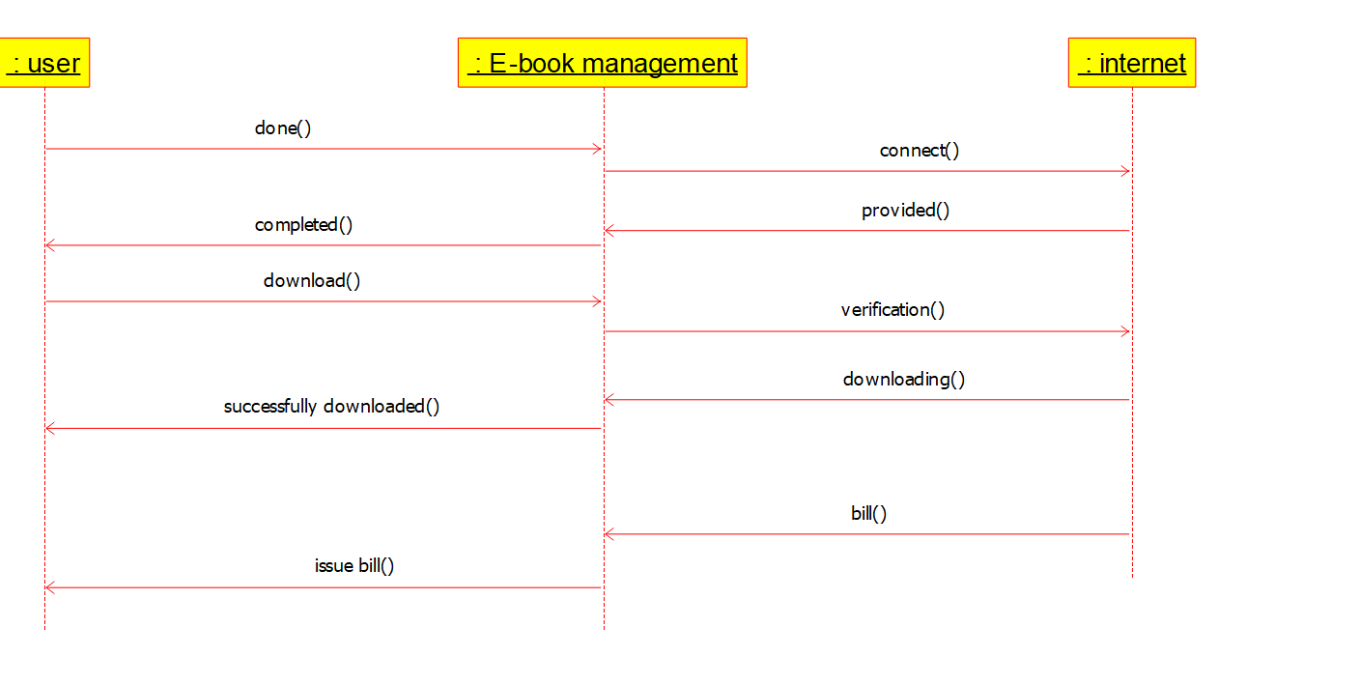 : user
: E-book management
: internet
done()
connect()
provided()
completed()
download()
verification()
downloading()
successfully downloaded()
bill()
issue bill()